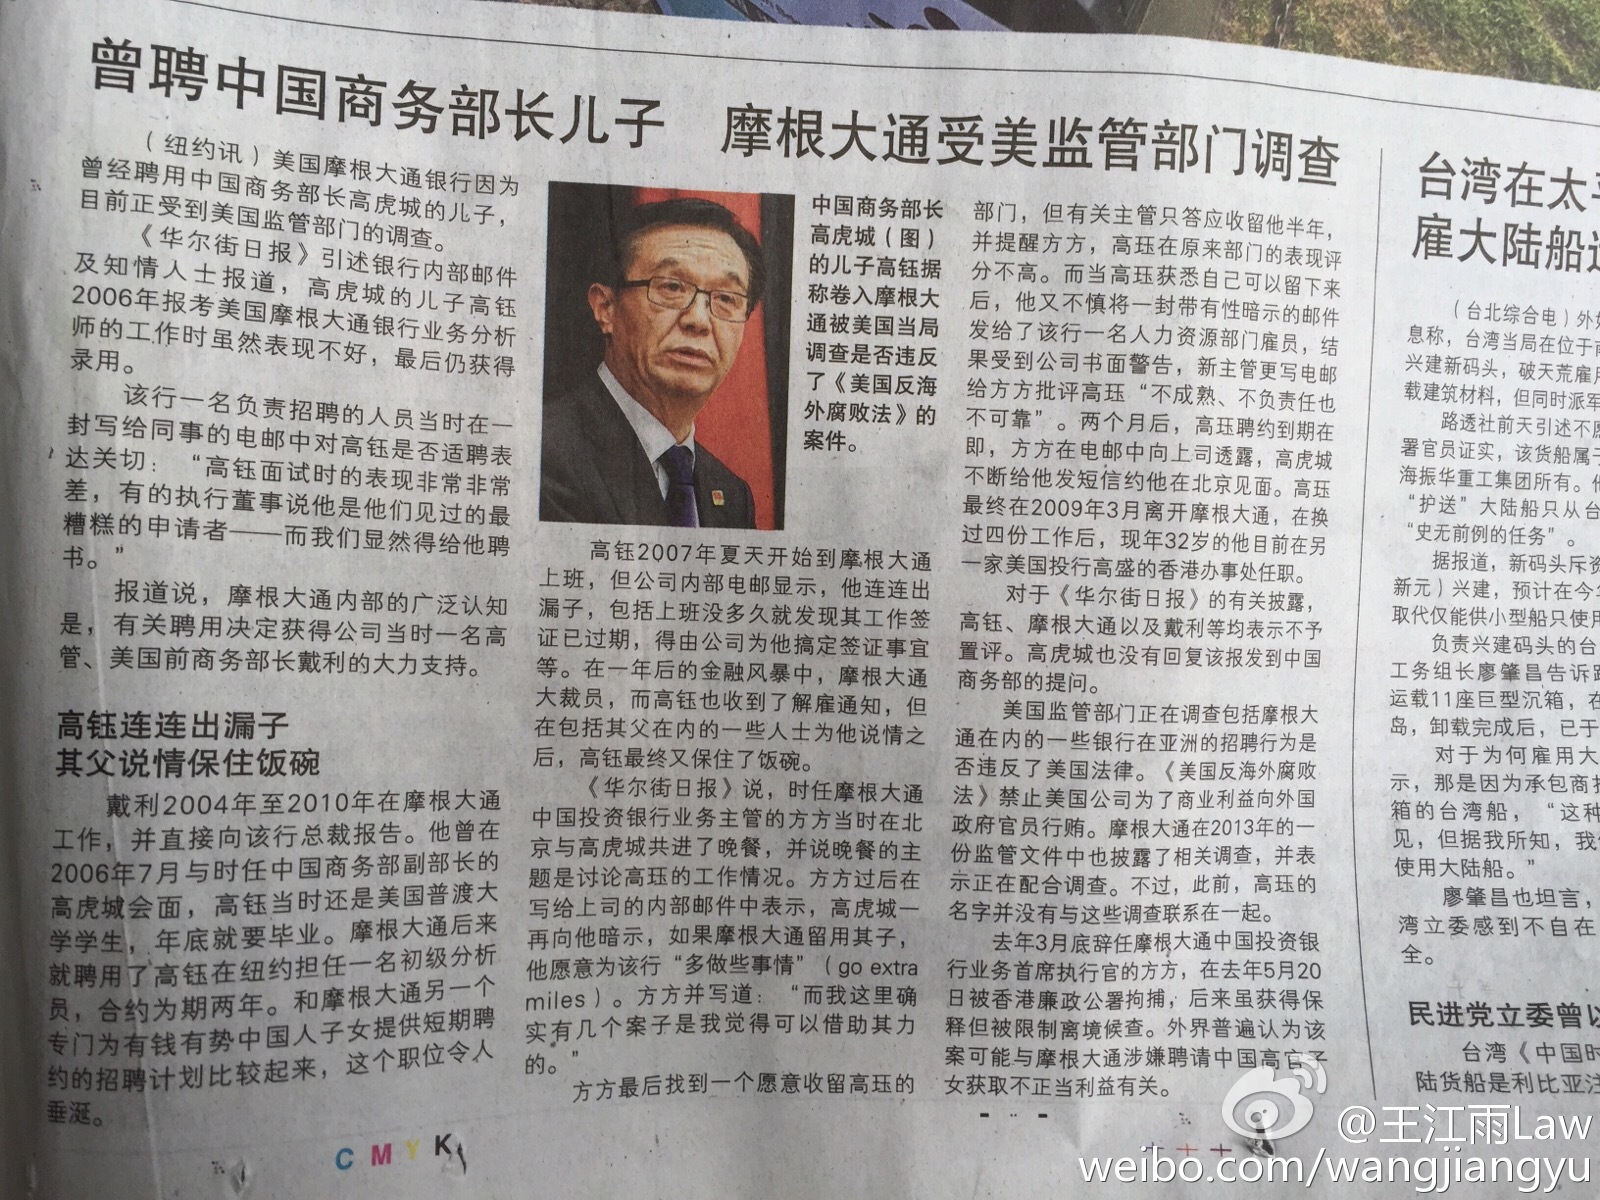 曾聘中国商务部长儿子 摩根大通受美监管部门调查
（纽约讯）美国摩根大通银行因为
曾经聘用中国商务部长高虎城的儿子，
目前正受到美国监管部门的调查。
《华尔街日报》引述银行内部邮件
及知情人士报道，高虎城的儿子高钰
2006年报考美国摩根大通银行业务分析
师的工作时虽然表现不好，最后仍获得
录用。
该行一名负责招聘的人员当时在一
封写给同事的电邮中对高钰是否适聘表
达关切：“高钰面试时的表现非常非常
差，有的执行董事说他是他们见过的最
糟糕的申请者——而我们显然得给他聘
书。”
报道说，摩根大通内部的广泛认知
是，有关聘用决定获得公司当时一名高
管、美国前商务部长戴利的大力支持。
高钰连连出漏子
其父说情保住饭碗
戴利2004年至2010年在摩根大通
工作，并直接向该行总裁报告。他曾在
2006年7月与时任中国商务部副部长的
高虎城会面，高钰当时还是美国普渡大
学学生，年底就要毕业。摩根大通后来
就聘用了高钰在纽约担任一名初级分析
员，合约为期两年。和摩根大通另一个
专门为有钱有势中国人子女提供短期聘
约的招聘计划比较起来，这个职位令人
垂涎。
中国商务部长
高虎城（图）
的儿子高钰据
称卷入摩根大
通被美国当局
调查是否违反
了《美国反海
外腐败法》的
案件。
高钰2007年夏天开始到摩根大通
上班，但公司内部电邮显示，他连连出
漏子，包括上班没多久就发现其工作签
证已过期，得由公司为他搞定签证事宜
等。在一年后的金融风暴中，摩根大通
大裁员，而高钰也收到了解雇通知，但
在包括其父在内的一些人士为他说情之
后，高钰最终又保住了饭碗。
《华尔街日报》说，时任摩根大通
中国投资银行业务主管的方方当时在北
京与高虎城共进了晚餐，并说晚餐的主
题是讨论高珏的工作情况。方方过后在
写给上司的内部邮件中表示，高虎城一
再向他暗示，如果摩根大通留用其子，
他愿意为该行“多做些事情”（go extra
miles）。方方并写道：“而我这里确
实有几个案子是我觉得可以借助其力
的。”
方方最后找到一个愿意收留高珏的
部门，但有关主管只答应收留他半年，
并提醒方方，高珏在原来部门的表现评
分不高。而当高珏获悉自己可以留下来
后，他又不慎将一封带有性暗示的邮件
发给了该行一名人力资源部门雇员，结
果受到公司书面警告，新主管更写电邮
给方方批评高珏“不成熟、不负责任也
不可靠”。两个月后，高珏聘约到期在
即，方方在电邮中向上司透露，高虎城
不断给他发短信约他在北京见面。高珏
最终在2009年3月离开摩根大通，在换
过四份工作后，现年32岁的他目前在另
一家美国投行高盛的香港办事处任职。
对于《华尔街日报》的有关披露，
高钰、摩根大通以及戴利等均表示不予
置评。高虎城也没有回复该报发到中国
商务部的提问。
美国监管部门正在调查包括摩根大
通在内的一些银行在亚洲的招聘行为是
否违反了美国法律。《美国反海外腐败
法》禁止美国公司为了商业利益向外国
政府官员行贿。摩根大通在2013年的一
份监管文件中也披露了相关调查，并表
示正在配合调查。不过，此前，高珏的
名字并没有与这些调查联系在一起。
去年3月底辞任摩根大通中国投资银
行业务首席执行官的方方，在去年5月20
日被香港廉政公署拘捕，后来虽获得保
释但被限制离境候查。外界普遍认为该
案可能与摩根大通涉嫌聘请中国高官子
女获取不正当利益有关。
台湾在太平
雇大陆船运
（台北综合电）外
息称，台湾当局在位于南
兴建新码头，破天荒雇用
载建筑材料，但同时派军
路透社前天引述不愿
署官员证实，该货船属于
海振华重工集团所有。他
“护送”大陆船只从台
“史无前例的任务”。
据报道，新码头斥资
新元）兴建，预计在今年
取代仅能供小型船只使用
负责兴建码头的台
工务组长廖肇昌告诉路
运载11座巨型沉箱，在
岛，卸载完成后，已于
对于为何雇用大
示，那是因为承包商找
箱的台湾船，“这种
见，但据我所知，我们
使用大陆船。”
廖肇昌也坦言，
湾立委感到不自在
全。
民进党立委曾以
台湾《中国时
陆货船是利比亚注
CMYK
@王江雨Law
weibo.com/wangjiangyu